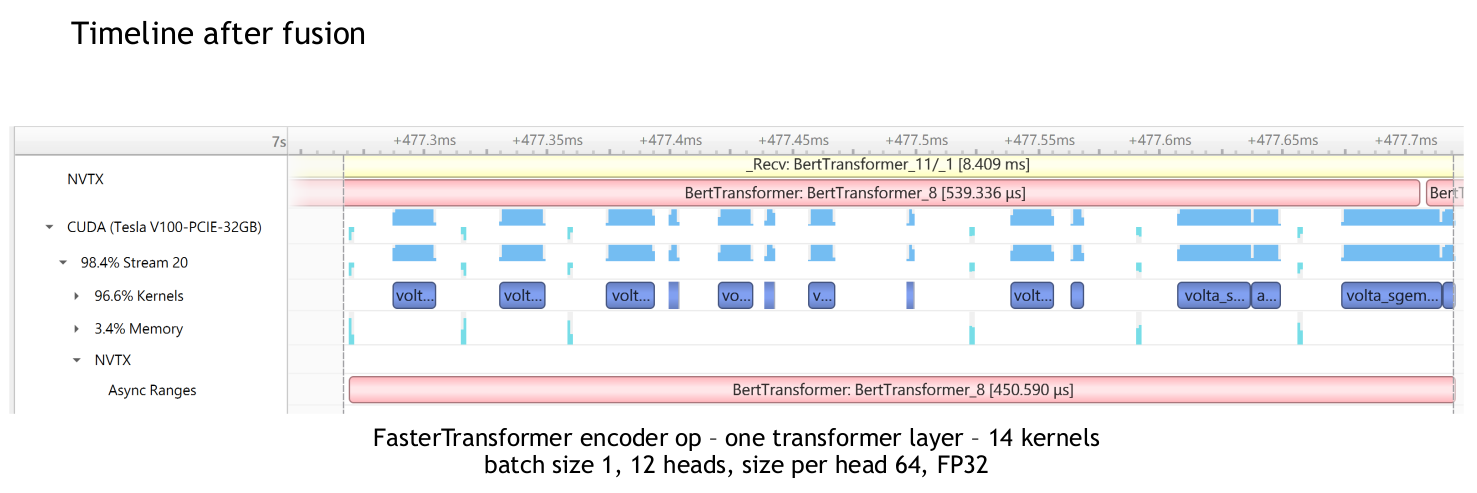 Timeline after fusion
7s +477.3ms +477.35ms +477.4ms +477.45ms +477.5ms +477.55ms +477.6ms +477.65ms +477.7ms
_Recv: BertTransformer_11/_1 [8.409 ms]
NVTX
BertTransformer: BertTransformer_8 [539.336 µs] BertT
CUDA (Tesla V100-PCIE-32GB)
98.4% Stream 20
96.6% Kernels volt... volt... volt... vo... v... volt... volta_s... a... volta_sgem...
3.4% Memory
NVTX
Async Ranges BertTransformer: BertTransformer_8 [450.590 µs]
FasterTransformer encoder op – one transformer layer – 14 kernels
batch size 1, 12 heads, size per head 64, FP32